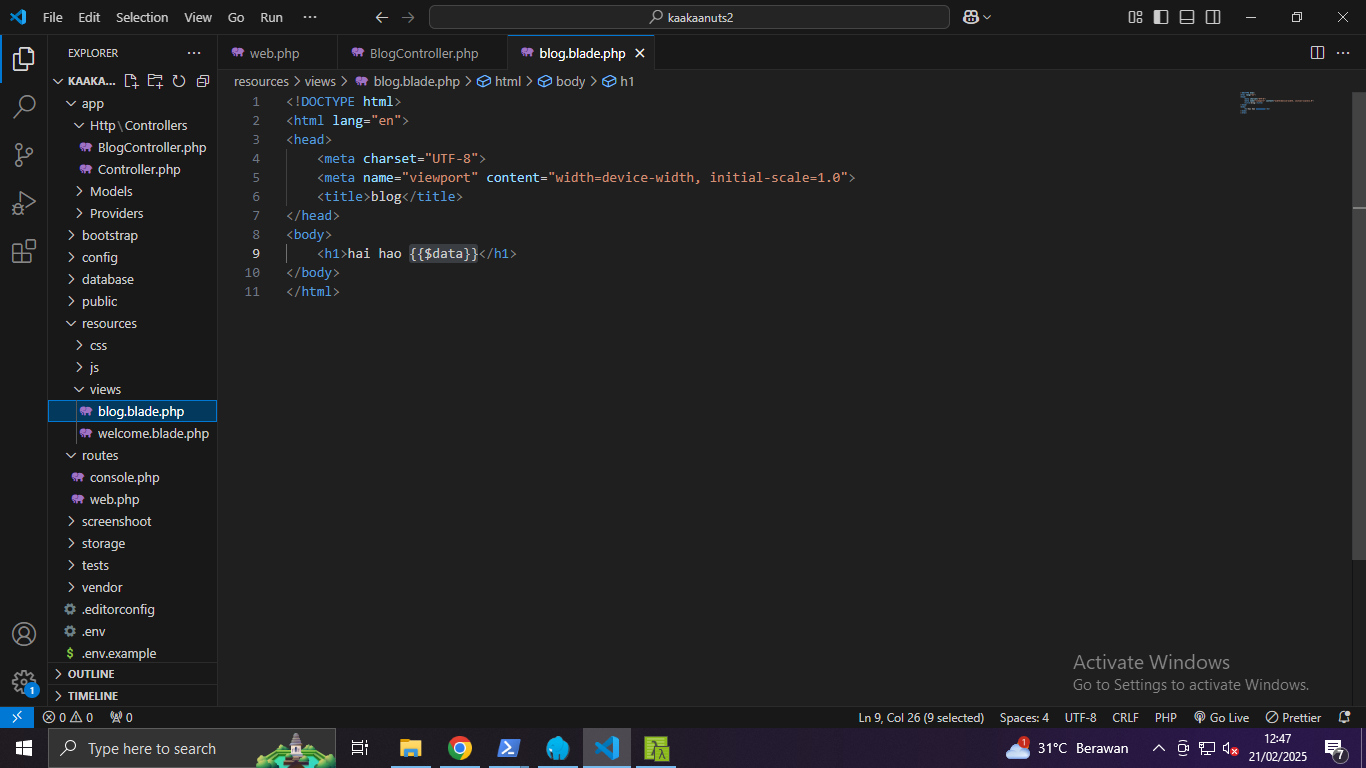 File Edit Selection View Go Run ···
kaakaanuts2
EXPLORER ···
web.php BlogController.php blog.blade.php
KAAKA...
resources > views > blog.blade.php > html > body > h1
app
Http\Controllers
BlogController.php
Controller.php
Models
Providers
bootstrap
config
database
public
resources
css
js
views
blog.blade.php
welcome.blade.php
routes
console.php
web.php
screenshoot
storage
tests
vendor
.editorconfig
.env
$ .env.example
OUTLINE
TIMELINE
1 <!DOCTYPE html>
2 <html lang="en">
3 <head>
4 <meta charset="UTF-8">
5 <meta name="viewport" content="width=device-width, initial-scale=1.0">
6 <title>blog</title>
7 </head>
8 <body>
9 <h1>hai hao {{$data}}</h1>
10 </body>
11 </html>
Activate Windows
Go to Settings to activate Windows.
1
0 0 0
Ln 9, Col 26 (9 selected) Spaces: 4 UTF-8 CRLF PHP Go Live Prettier
Type here to search
1 31°C Berawan
12:47
21/02/2025
7